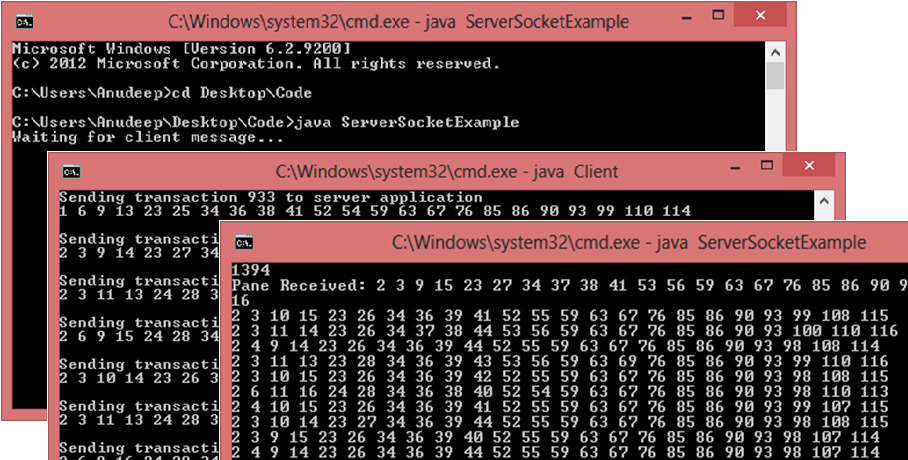 C:\Windows\system32\cmd.exe - java ServerSocketExample
Microsoft Windows [Version 6.2.9200]
(c) 2012 Microsoft Corporation. All rights reserved.
C:\Users\Anudeep>cd Desktop\Code
C:\Users\Anudeep\Desktop\Code>java ServerSocketExample
Waiting for client message...
C:\Windows\system32\cmd.exe - java Client
Sending transaction 933 to server application
1 6 9 13 23 25 34 36 38 41 52 54 59 63 67 76 85 86 90 93 99 110 114
Sending transacti
2 3 9 14 23 27 34
Sending transacti
2 3 11 13 24 28 3
Sending transacti
2 6 9 15 24 28 34
Sending transacti
2 3 10 14 23 26 3
Sending transacti
2 3 11 13 24 28 3
Sending transacti
C:\Windows\system32\cmd.exe - java ServerSocketExample
1394
Pane Received: 2 3 9 15 23 27 34 37 38 41 53 56 59 63 67 76 85 86 90 9
16
2 3 10 15 23 26 34 36 39 41 52 55 59 63 67 76 85 86 90 93 99 108 115
2 3 11 14 23 26 34 37 38 44 53 56 59 63 67 76 85 86 90 93 100 110 116
2 4 9 14 23 26 34 36 39 44 52 55 59 63 67 76 85 86 90 93 98 108 114
2 3 11 13 23 28 34 36 39 43 53 56 59 63 69 76 85 86 90 93 99 110 116
2 3 10 15 23 26 34 36 39 42 52 55 59 63 67 76 85 86 90 93 98 108 115
2 6 11 16 24 28 34 36 38 40 52 54 59 63 67 76 85 86 90 93 98 110 113
2 4 10 15 23 26 34 36 39 41 52 55 59 63 67 76 85 86 90 93 99 107 115
2 3 10 14 23 27 34 36 39 44 52 55 59 63 67 76 85 86 90 93 98 108 115
2 3 9 15 23 26 34 36 39 40 52 55 59 63 67 76 85 86 90 93 98 107 114
2 4 9 14 23 26 34 36 39 44 52 55 59 63 67 76 85 86 90 93 98 107 114